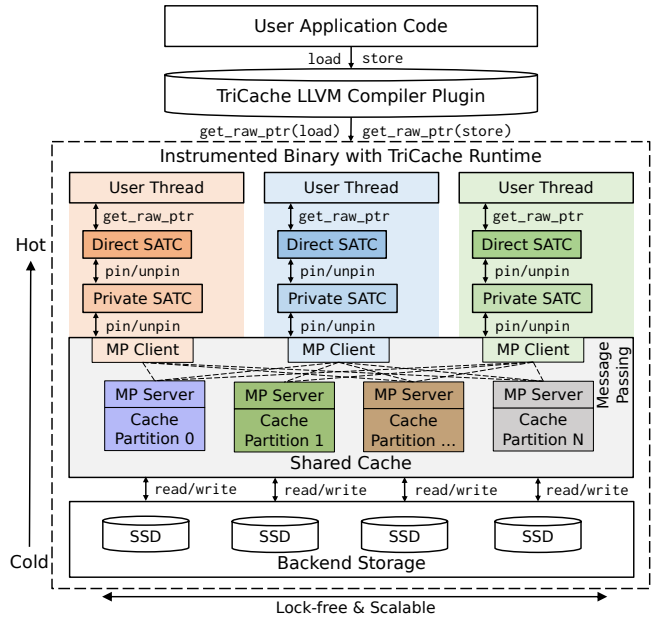 User Application Code
load store
TriCache LLVM Compiler Plugin
get_raw_ptr(load) get_raw_ptr(store)
Instrumented Binary with TriCache Runtime
User Thread User Thread User Thread
get_raw_ptr get_raw_ptr get_raw_ptr
Hot
Direct SATC Direct SATC Direct SATC
pin/unpin pin/unpin pin/unpin
Private SATC Private SATC Private SATC
pin/unpin pin/unpin pin/unpin
MP Client MP Client MP Client
Message
Passing
MP Server MP Server MP Server MP Server
Cache Cache Cache Cache
Partition 0 Partition 1 Partition ... Partition N
Shared Cache
read/write read/write read/write read/write
SSD SSD SSD SSD
Cold
Backend Storage
Lock-free & Scalable